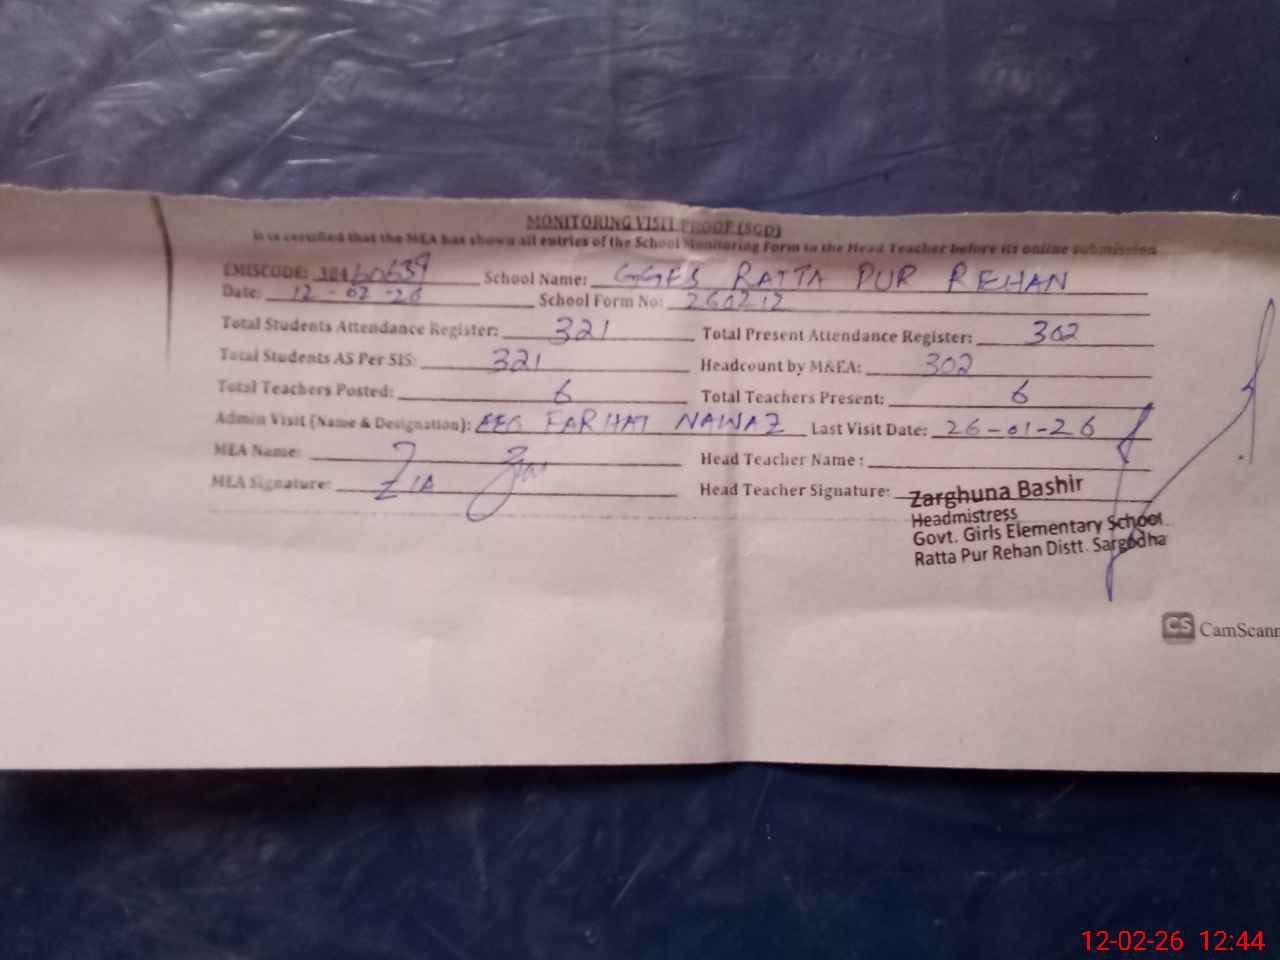 MONITORING VISIT PROOF (SGD)
It is certified that the MEA has shown all entries of the School Monitoring Form to the Head Teacher before its online submission
EMISCODE: 38460639 School Name: GGES RATTA PUR REHAN
Date: 12-02-26 School Form No: 260212
Total Students Attendance Register: 321 Total Present Attendance Register: 302
Total Students AS Per SIS: 321 Headcount by M&EA: 302
Total Teachers Posted: 6 Total Teachers Present: 6
Admin Visit (Name & Designation): AEO FARHAT NAWAZ Last Visit Date: 26-01-26
MEA Name: Head Teacher Name:
MEA Signature: ZIA Head Teacher Signature:
Zarghuna Bashir
Headmistress
Govt. Girls Elementary School
Ratta Pur Rehan Distt. Sargodha
CS CamScann
12-02-26 12:44